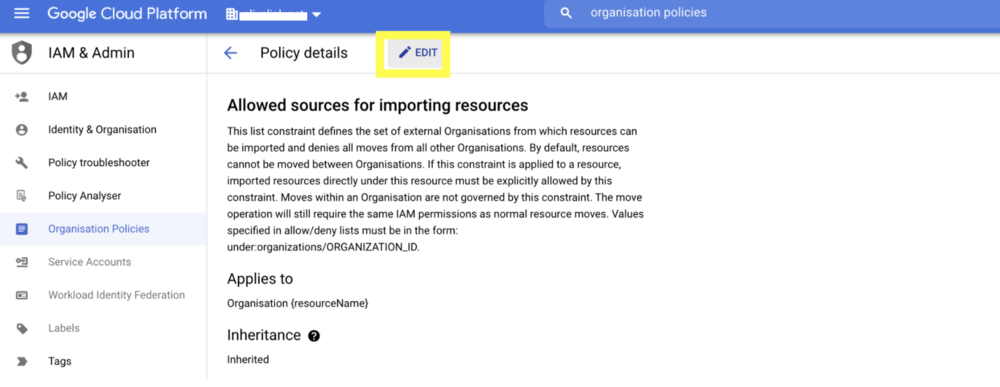 Google Cloud Platform
organisation policies
IAM & Admin
Policy details
EDIT
IAM
Identity & Organisation
Policy troubleshooter
Policy Analyser
Organisation Policies
Service Accounts
Workload Identity Federation
Labels
Tags
Allowed sources for importing resources
This list constraint defines the set of external Organisations from which resources can
be imported and denies all moves from all other Organisations. By default, resources
cannot be moved between Organisations. If this constraint is applied to a resource,
imported resources directly under this resource must be explicitly allowed by this
constraint. Moves within an Organisation are not governed by this constraint. The move
operation will still require the same IAM permissions as normal resource moves. Values
specified in allow/deny lists must be in the form:
under:organizations/ORGANIZATION_ID.
Applies to
Organisation {resourceName}
Inheritance ?
Inherited